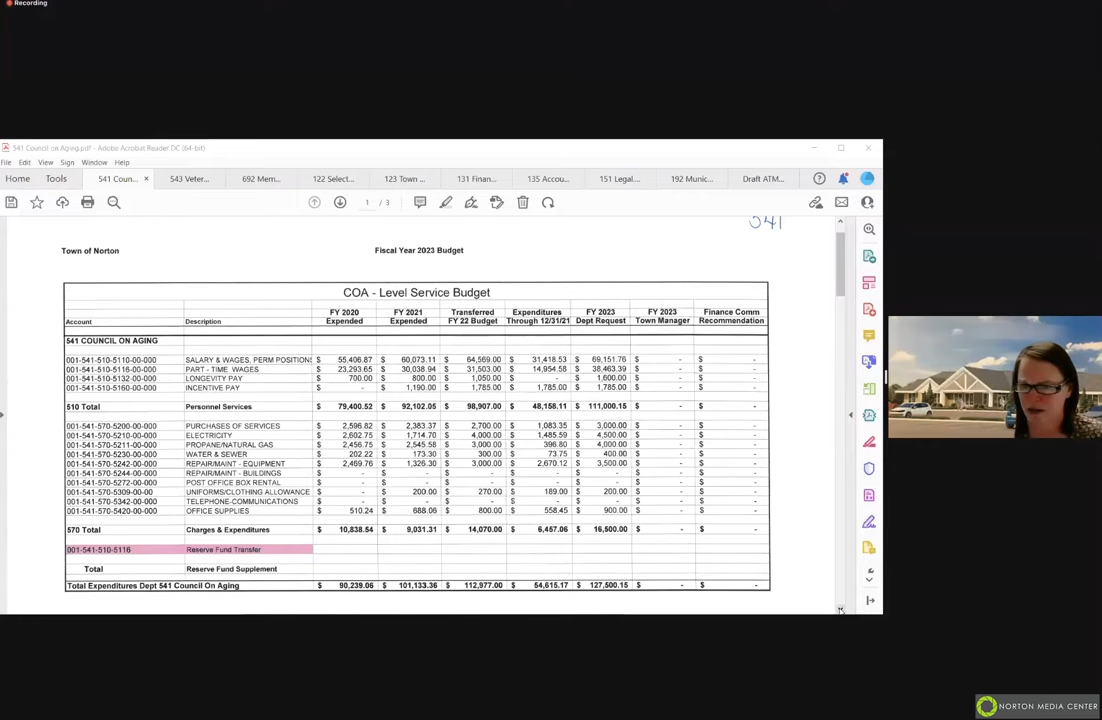 Recording
541 Council on Aging.pdf - Adobe Acrobat Reader DC (64-bit)
File Edit View Sign Window Help
Home Tools 541 Coun... × 543 Veter... 692 Mem... 122 Select... 123 Town ... 131 Finan... 135 Accou... 151 Legal.... 192 Munic... Draft ATM...
1 / 3
541
Town of Norton Fiscal Year 2023 Budget
COA - Level Service Budget
FY 2020 FY 2021 Transferred Expenditures FY 2023 FY 2023 Finance Comm
Account Description Expended Expended FY 22 Budget Through 12/31/21 Dept Request Town Manager Recommendation
541 COUNCIL ON AGING
001-541-510-5110-00-000 SALARY & WAGES, PERM POSITIONS $ 55,406.87 $ 60,073.11 $ 64,569.00 $ 31,418.53 $ 69,151.76 $ - $ -
001-541-510-5116-00-000 PART - TIME WAGES $ 23,293.65 $ 30,038.94 $ 31,503.00 $ 14,954.58 $ 38,463.39 $ - $ -
001-541-510-5132-00-000 LONGEVITY PAY $ 700.00 $ 800.00 $ 1,050.00 $ - $ 1,600.00 $ - $ -
001-541-510-5160-00-000 INCENTIVE PAY $ - $ 1,190.00 $ 1,785.00 $ 1,785.00 $ 1,785.00 $ - $ -
510 Total Personnel Services $ 79,400.52 $ 92,102.05 $ 98,907.00 $ 48,158.11 $ 111,000.15 $ - $ -
001-541-570-5200-00-000 PURCHASES OF SERVICES $ 2,596.82 $ 2,383.37 $ 2,700.00 $ 1,083.35 $ 3,000.00 $ - $ -
001-541-570-5210-00-000 ELECTRICITY $ 2,602.75 $ 1,714.70 $ 4,000.00 $ 1,485.59 $ 4,500.00 $ - $ -
001-541-570-5211-00-000 PROPANE/NATURAL GAS $ 2,456.75 $ 2,545.58 $ 3,000.00 $ 396.80 $ 4,000.00 $ - $ -
001-541-570-5230-00-000 WATER & SEWER $ 202.22 $ 173.30 $ 300.00 $ 73.75 $ 400.00 $ - $ -
001-541-570-5242-00-000 REPAIR/MAINT - EQUIPMENT $ 2,469.76 $ 1,326.30 $ 3,000.00 $ 2,670.12 $ 3,500.00 $ - $ -
001-541-570-5244-00-000 REPAIR/MAINT - BUILDINGS $ - $ - $ - $ - $ - $ - $ -
001-541-570-5272-00-000 POST OFFICE BOX RENTAL $ - $ - $ - $ - $ - $ - $ -
001-541-570-5309-00-00 UNIFORMS/CLOTHING ALLOWANCE $ - $ 200.00 $ 270.00 $ 189.00 $ 200.00 $ - $ -
001-541-570-5342-00-000 TELEPHONE-COMMUNICATIONS $ - $ - $ - $ - $ - $ - $ -
001-541-570-5420-00-000 OFFICE SUPPLIES $ 510.24 $ 688.06 $ 800.00 $ 558.45 $ 900.00 $ - $ -
570 Total Charges & Expenditures $ 10,838.54 $ 9,031.31 $ 14,070.00 $ 6,457.06 $ 16,500.00 $ - $ -
001-541-510-5116 Reserve Fund Transfer
Total Reserve Fund Supplement
Total Expenditures Dept 541 Council On Aging $ 90,239.06 $ 101,133.36 $ 112,977.00 $ 54,615.17 $ 127,500.15 $ - $ -
NORTON MEDIA CENTER